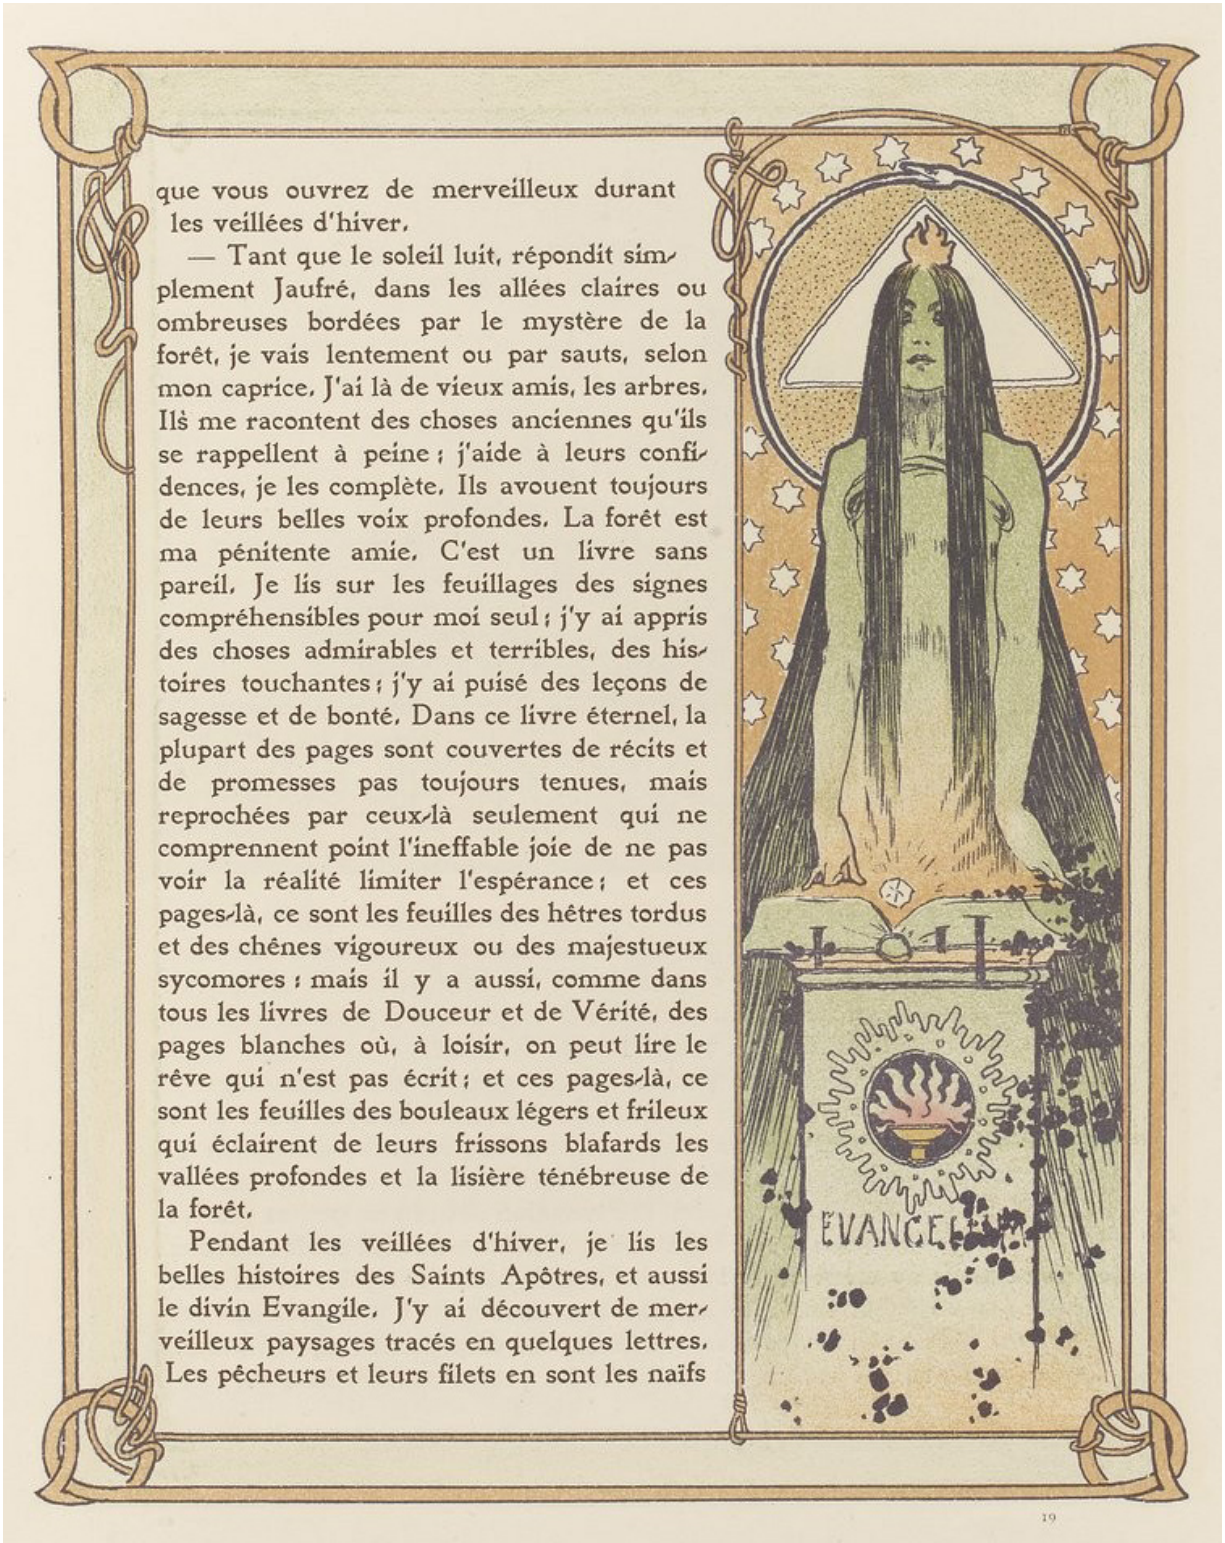 que vous ouvrez de merveilleux durant
les veillées d'hiver.
— Tant que le soleil luit, répondit sim-
plement Jaufré, dans les allées claires ou
ombreuses bordées par le mystère de la
forêt, je vais lentement ou par sauts, selon
mon caprice. J'ai là de vieux amis, les arbres.
Ils me racontent des choses anciennes qu'ils
se rappellent à peine ; j'aide à leurs confi-
dences, je les complète. Ils avouent toujours
de leurs belles voix profondes. La forêt est
ma pénitente amie. C'est un livre sans
pareil. Je lis sur les feuillages des signes
compréhensibles pour moi seul ; j'y ai appris
des choses admirables et terribles, des his-
toires touchantes ; j'y ai puisé des leçons de
sagesse et de bonté. Dans ce livre éternel, la
plupart des pages sont couvertes de récits et
de promesses pas toujours tenues, mais
reprochées par ceux-là seulement qui ne
comprennent point l'ineffable joie de ne pas
voir la réalité limiter l'espérance ; et ces
pages-là, ce sont les feuilles des hêtres tordus
et des chênes vigoureux ou des majestueux
sycomores : mais il y a aussi, comme dans
tous les livres de Douceur et de Vérité, des
pages blanches où, à loisir, on peut lire le
rêve qui n'est pas écrit ; et ces pages-là, ce
sont les feuilles des bouleaux légers et frileux
qui éclairent de leurs frissons blafards les
vallées profondes et la lisière ténébreuse de
la forêt.
Pendant les veillées d'hiver, je lis les
belles histoires des Saints Apôtres, et aussi
le divin Evangile. J'y ai découvert de mer-
veilleux paysages tracés en quelques lettres.
Les pêcheurs et leurs filets en sont les naïfs
EVANGELIUM
19